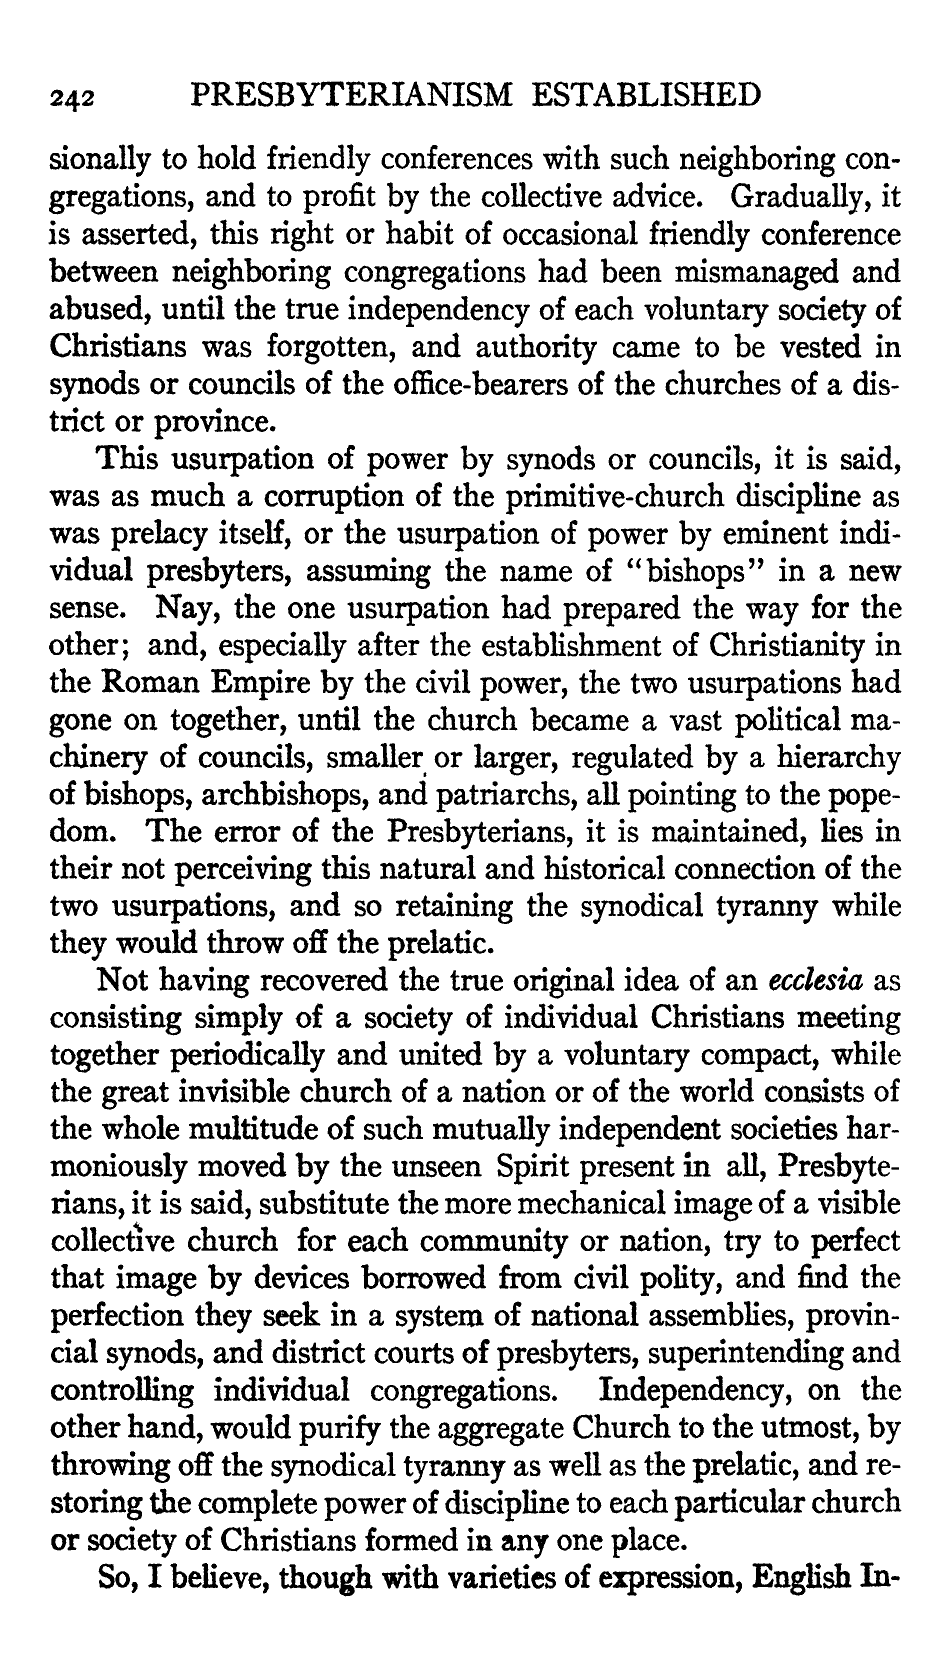 242 PRESBYTERIANISM ESTABLISHED
sionally to hold friendly conferences with such neighboring con-
gregations, and to profit by the collective advice. Gradually, it
is asserted, this right or habit of occasional friendly conference
between neighboring congregations had been mismanaged and
abused, until the true independency of each voluntary society of
Christians was forgotten, and authority came to be vested in
synods or councils of the office-bearers of the churches of a dis-
trict or province.
This usurpation of power by synods or councils, it is said,
was as much a corruption of the primitive-church discipline as
was prelacy itself, or the usurpation of power by eminent indi-
vidual presbyters, assuming the name of "bishops" in a new
sense. Nay, the one usurpation had prepared the way for the
other; and, especially after the establishment of Christianity in
the Roman Empire by the civil power, the two usurpations had
gone on together, until the church became a vast political ma-
chinery of councils, smaller or larger, regulated by a hierarchy
of bishops, archbishops, and patriarchs, all pointing to the pope-
dom. The error of the Presbyterians, it is maintained, lies in
their not perceiving this natural and historical connection of the
two usurpations, and so retaining the synodical tyranny while
they would throw off the prelatic.
Not having recovered the true original idea of an ecclesia as
consisting simply of a society of individual Christians meeting
together periodically and united by a voluntary compact, while
the great invisible church of a nation or of the world consists of
the whole multitude of such mutually independent societies har-
moniously moved by the unseen Spirit present in all, Presbyte-
rians, it is said, substitute the more mechanical image of a visible
collective church for each community or nation, try to perfect
that image by devices borrowed from civil polity, and find the
perfection they seek in a system of national assemblies, provin-
cial synods, and district courts of presbyters, superintending and
controlling individual congregations. Independency, on the
other hand, would purify the aggregate Church to the utmost, by
throwing off the synodical tyranny as well as the prelatic, and re-
storing the complete power of discipline to each particular church
or society of Christians formed in any one place.
So, I believe, though with varieties of expression, English In-